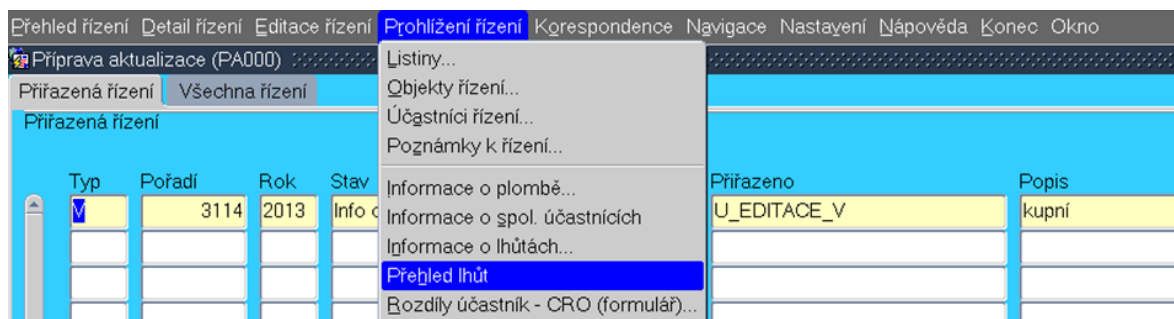 Přehled řízení Detail řízení Editace řízení Prohlížení řízení Korespondence Navigace Nastavení Nápověda Konec Okno
Příprava aktualizace (PA000)
Přiřazená řízení Všechna řízení
Přiřazená řízení
Listiny...
Objekty řízení...
Účastníci řízení...
Poznámky k řízení...
Informace o plombě...
Informace o spol. účastnících
Informace o lhůtách...
Přehled lhůt
Rozdíly účastník - CRO (formulář)...
Typ Pořadí Rok Stav Přiřazeno Popis
V 3114 2013 Info U_EDITACE_V kupní